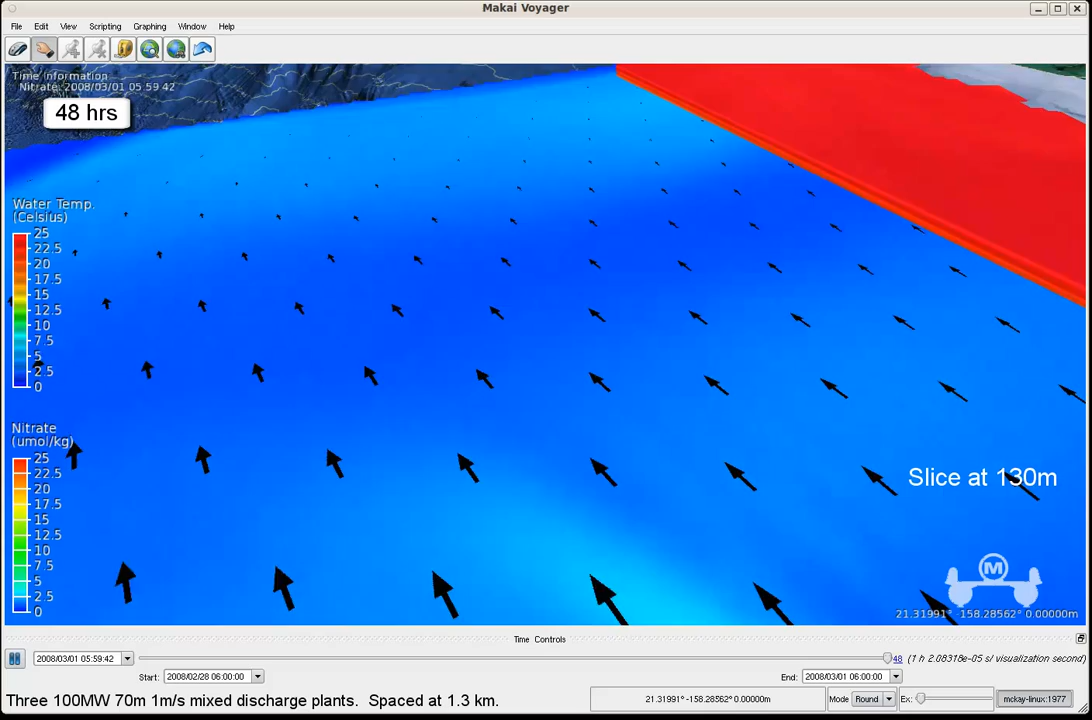 Makai Voyager
File Edit View Scripting Graphing Window Help
Time Information
Nitrate: 2008/03/01 05 59 42
48 hrs
Water Temp.
(Celsius)
25
22.5
20
17.5
15
12.5
10
7.5
5
2.5
0
Nitrate
(umol/kg)
25
22.5
20
17.5
15
12.5
10
7.5
5
2.5
0
Slice at 130m
M
21.31991° -158.28562° 0.00000m
Time Controls
2008/03/01 05:59:42 48 (1 h 2.08318e-05 s/ visualization second)
Start: 2008/02/28 06:00:00 End: 2008/03/01 06:00:00
Three 100MW 70m 1m/s mixed discharge plants. Spaced at 1.3 km. 21.31991° -158.28562° 0.00000m Mode Round Ex: mckay-linux:1977